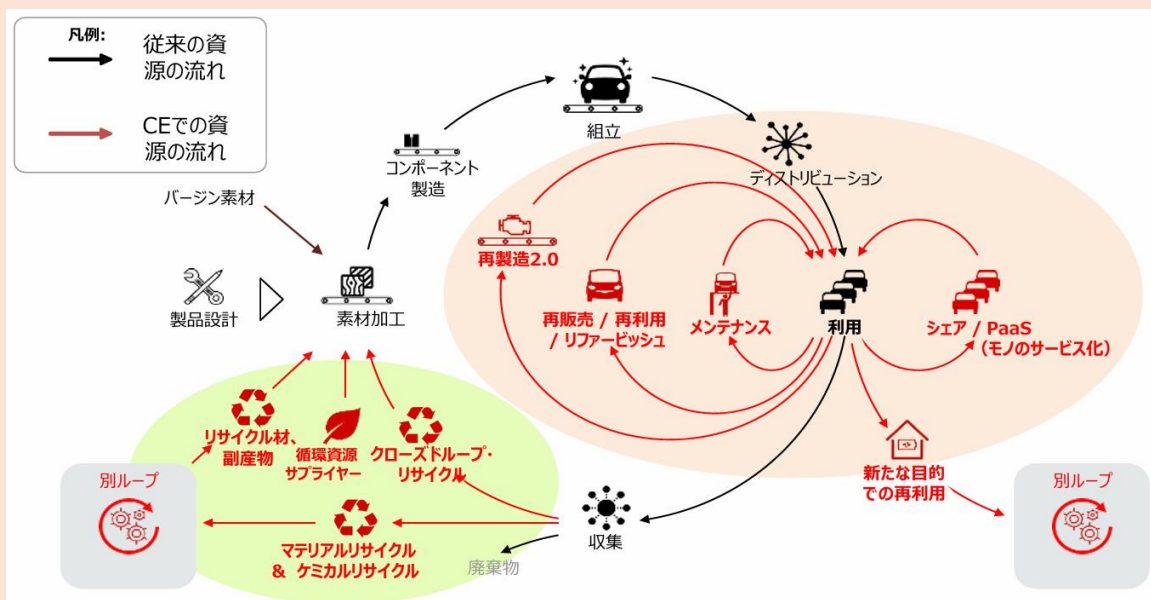 凡例:
従来の資
源の流れ
CEでの資
源の流れ
組立
コンポーネント
製造
ディストリビューション
バージン素材
再製造2.0
製品設計
素材加工
再販売 / 再利用
/ リファービッシュ
メンテナンス
利用
シェア / PaaS
(モノのサービス化)
リサイクル材、
副産物
循環資源
サプライヤー
クローズドループ・
リサイクル
新たな目的
での再利用
別ループ
別ループ
収集
マテリアルリサイクル
& ケミカルリサイクル
廃棄物